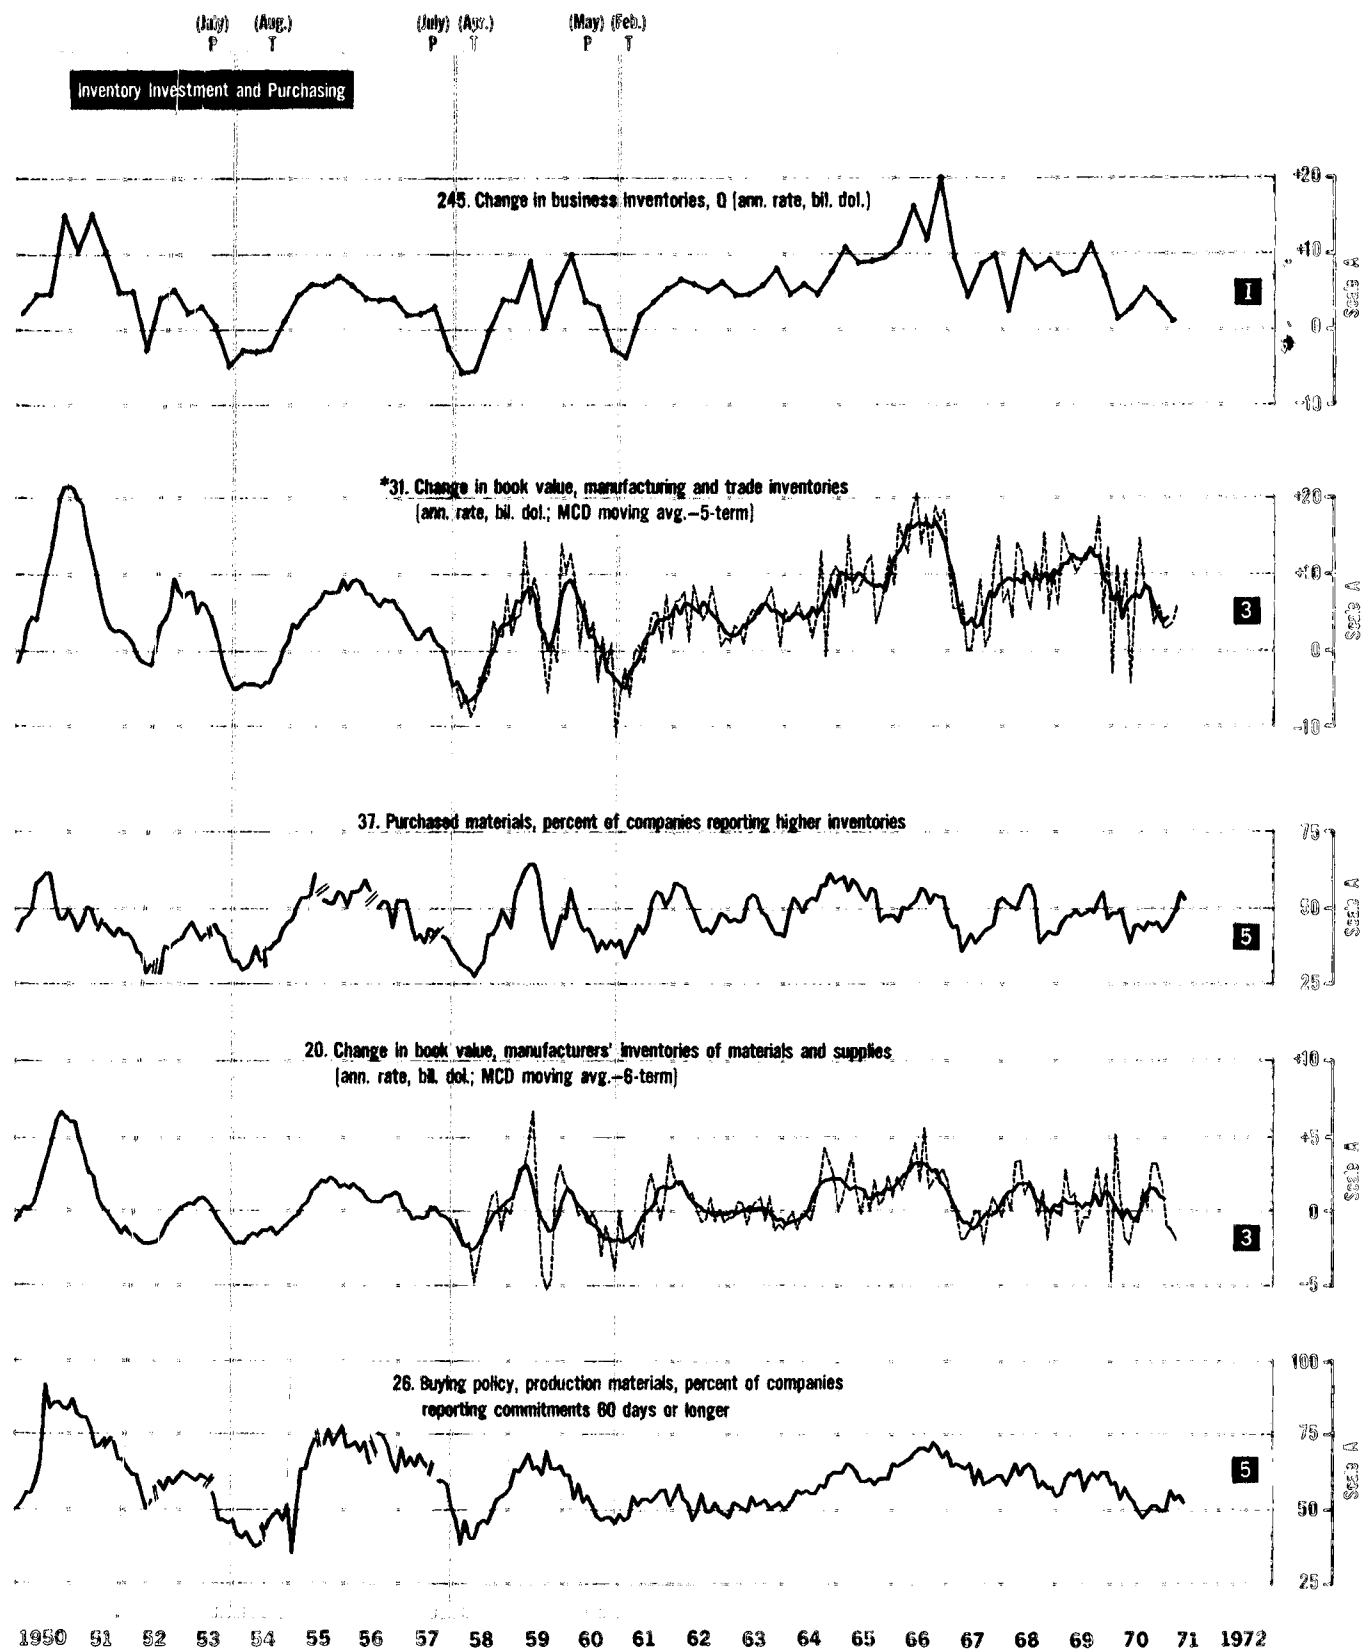 (July) (Aug.) (July) (Apr.) (May) (Feb.)
P T P T P T
Inventory Investment and Purchasing
+20
245. Change in business inventories, Q (ann. rate, bil. dol.)
+10
Scale A
I
0
-10
*31. Change in book value, manufacturing and trade inventories
+20
(ann. rate, bil. dol.; MCD moving avg.—5-term)
+10
Scale A
3
0
-10
37. Purchased materials, percent of companies reporting higher inventories
75
50
Scale A
5
25
20. Change in book value, manufacturers' inventories of materials and supplies
+10
(ann. rate, bil. dol.; MCD moving avg.—6-term)
+5
Scale A
0
3
-5
100
26. Buying policy, production materials, percent of companies
reporting commitments 60 days or longer
75
Scale A
5
50
25
1950 51 52 53 54 55 56 57 58 59 60 61 62 63 64 65 66 67 68 69 70 71 1972